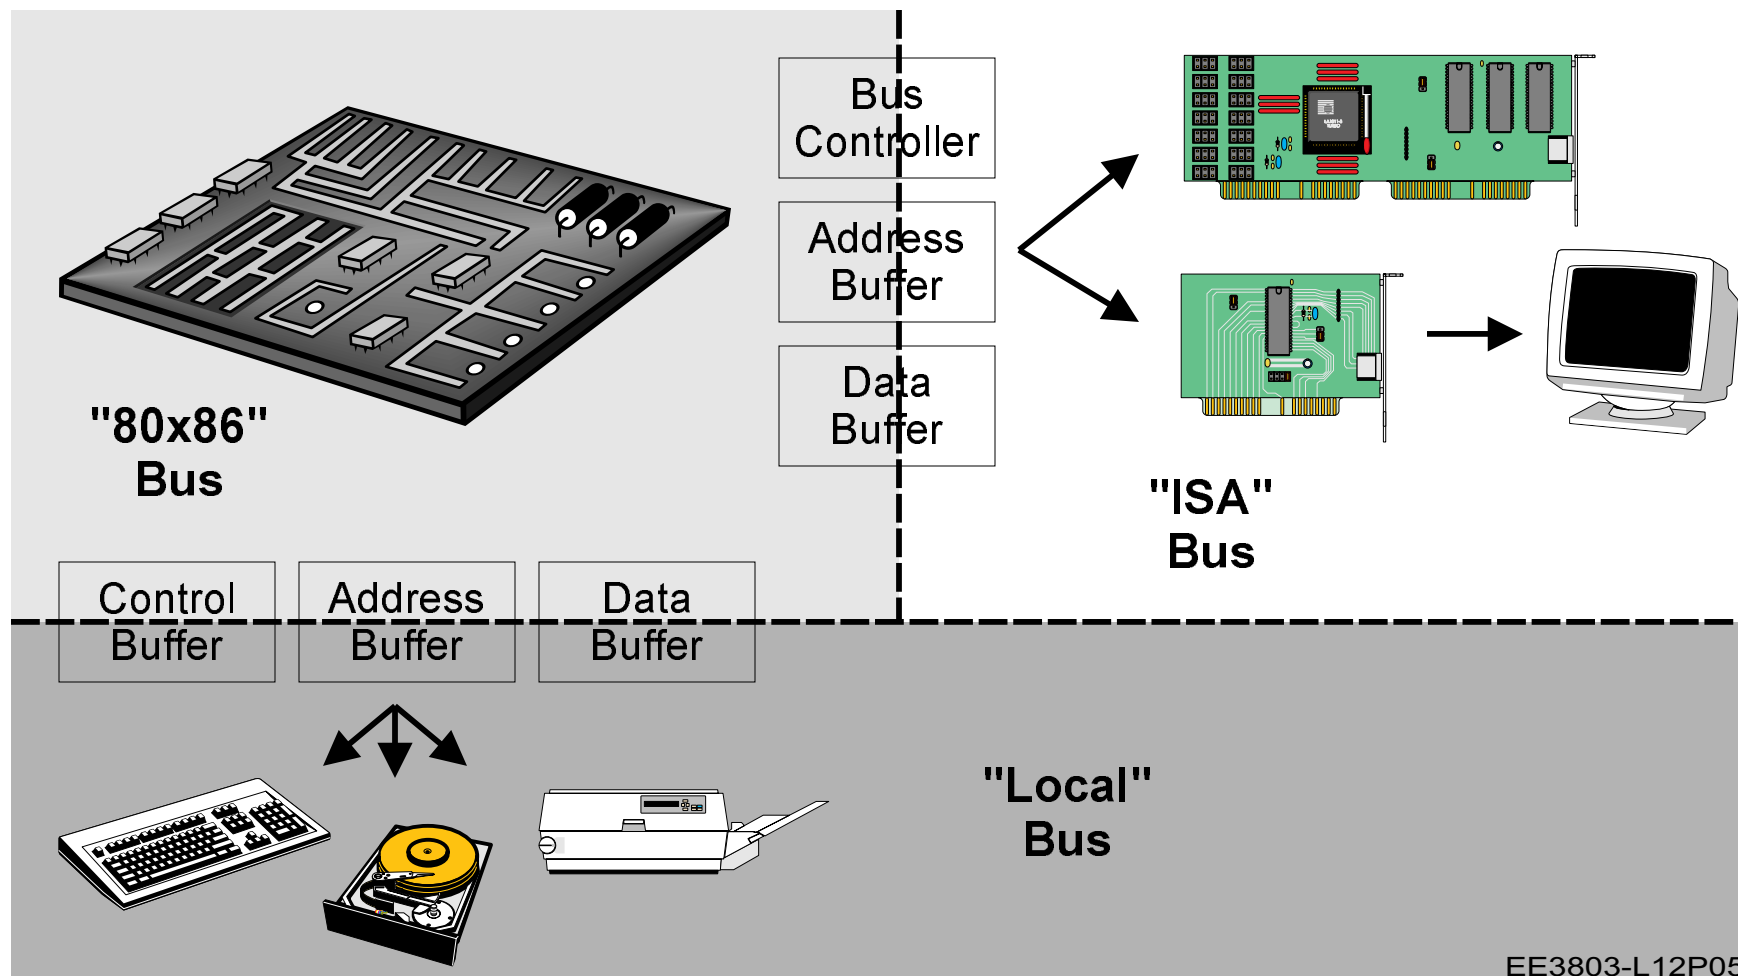 Bus
Controller
Address
Buffer
Data
Buffer
"80x86"
Bus
"ISA"
Bus
Control
Buffer
Address
Buffer
Data
Buffer
"Local"
Bus
EE3803-L12P05